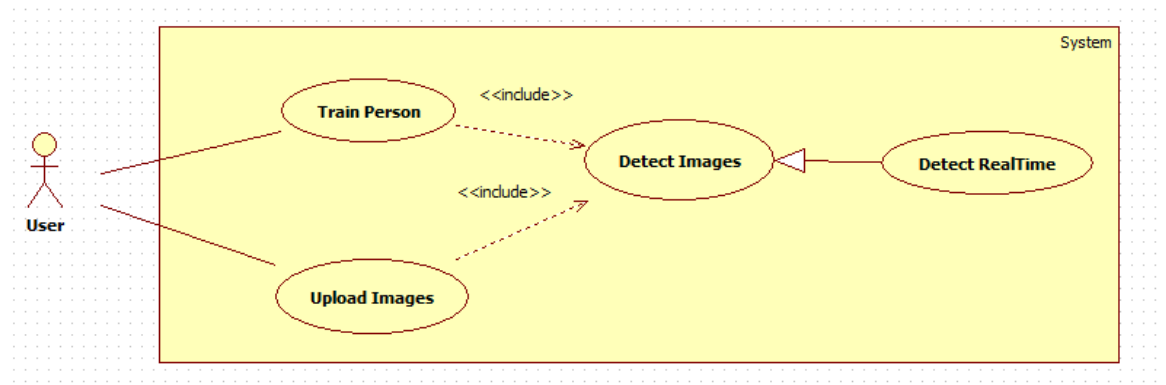 System
<<include>>
Train Person
Detect Images
Detect RealTime
<<include>>
User
Upload Images